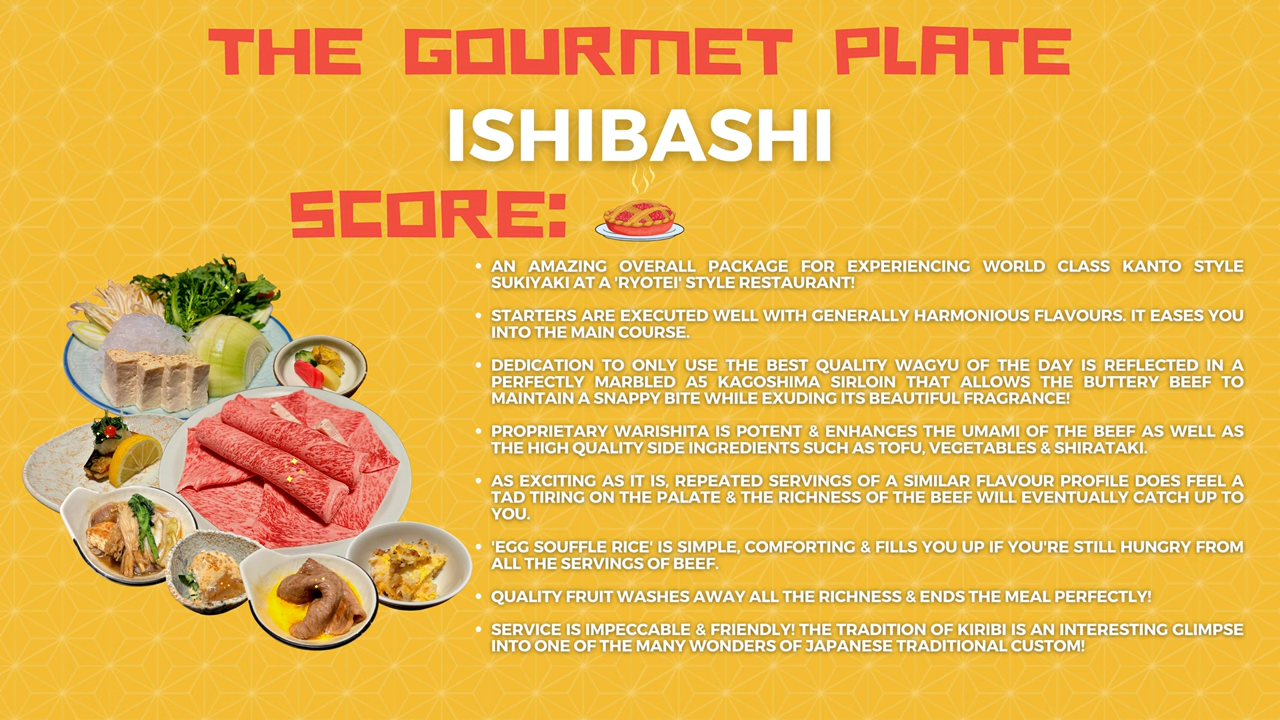 THE GOURMET PLATE
ISHIBASHI
SCORE:
• AN AMAZING OVERALL PACKAGE FOR EXPERIENCING WORLD CLASS KANTO STYLE
SUKIYAKI AT A 'RYOTEI' STYLE RESTAURANT!
• STARTERS ARE EXECUTED WELL WITH GENERALLY HARMONIOUS FLAVOURS. IT EASES YOU
INTO THE MAIN COURSE.
• DEDICATION TO ONLY USE THE BEST QUALITY WAGYU OF THE DAY IS REFLECTED IN A
PERFECTLY MARBLED A5 KAGOSHIMA SIRLOIN THAT ALLOWS THE BUTTERY BEEF TO
MAINTAIN A SNAPPY BITE WHILE EXUDING ITS BEAUTIFUL FRAGRANCE!
• PROPRIETARY WARISHITA IS POTENT & ENHANCES THE UMAMI OF THE BEEF AS WELL AS
THE HIGH QUALITY SIDE INGREDIENTS SUCH AS TOFU, VEGETABLES & SHIRATAKI.
• AS EXCITING AS IT IS, REPEATED SERVINGS OF A SIMILAR FLAVOUR PROFILE DOES FEEL A
TAD TIRING ON THE PALATE & THE RICHNESS OF THE BEEF WILL EVENTUALLY CATCH UP TO
YOU.
• 'EGG SOUFFLE RICE' IS SIMPLE, COMFORTING & FILLS YOU UP IF YOU'RE STILL HUNGRY FROM
ALL THE SERVINGS OF BEEF.
• QUALITY FRUIT WASHES AWAY ALL THE RICHNESS & ENDS THE MEAL PERFECTLY!
• SERVICE IS IMPECCABLE & FRIENDLY! THE TRADITION OF KIRIBI IS AN INTERESTING GLIMPSE
INTO ONE OF THE MANY WONDERS OF JAPANESE TRADITIONAL CUSTOM!